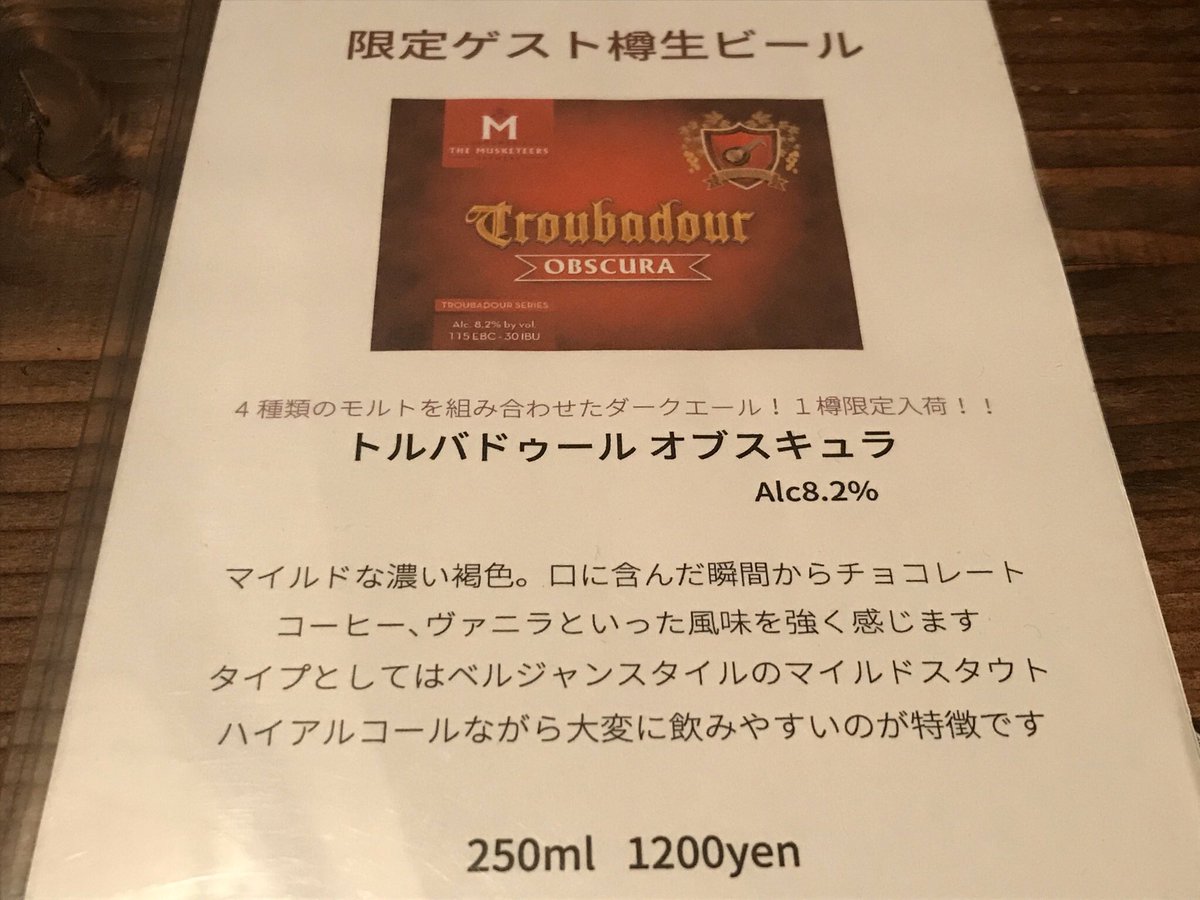 限定ゲスト樽生ビール
M
THE MUSKETEERS
Troubadour
OBSCURA
TROUBADOUR SERIES
Alc. 8.2% by vol.
115 EBC - 30 IBU
４種類のモルトを組み合わせたダークエール！１樽限定入荷！！
トルバドゥール オブスキュラ
Alc8.2%
マイルドな濃い褐色。口に含んだ瞬間からチョコレート
コーヒー、ヴァニラといった風味を強く感じます
タイプとしてはベルジャンスタイルのマイルドスタウト
ハイアルコールながら大変に飲みやすいのが特徴です
250ml 1200yen